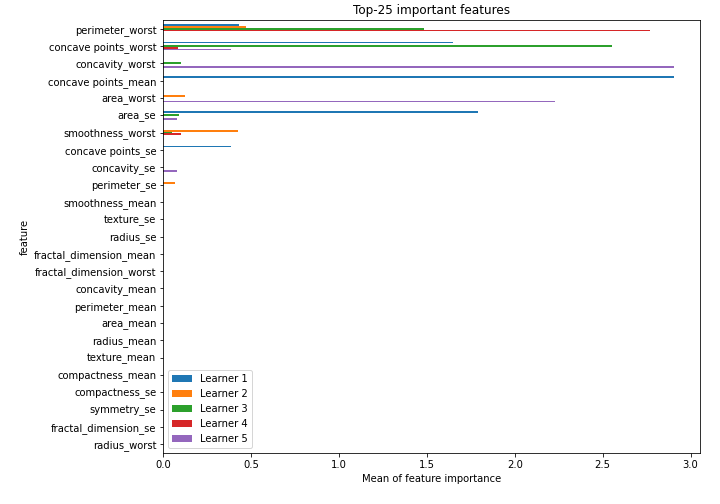 Top-25 important features
perimeter_worst
concave points_worst
concavity_worst
concave points_mean
area_worst
area_se
smoothness_worst
concave points_se
concavity_se
perimeter_se
smoothness_mean
texture_se
radius_se
fractal_dimension_mean
fractal_dimension_worst
concavity_mean
perimeter_mean
area_mean
radius_mean
texture_mean
compactness_mean
compactness_se
symmetry_se
fractal_dimension_se
radius_worst
feature
Learner 1
Learner 2
Learner 3
Learner 4
Learner 5
0.0 0.5 1.0 1.5 2.0 2.5 3.0
Mean of feature importance